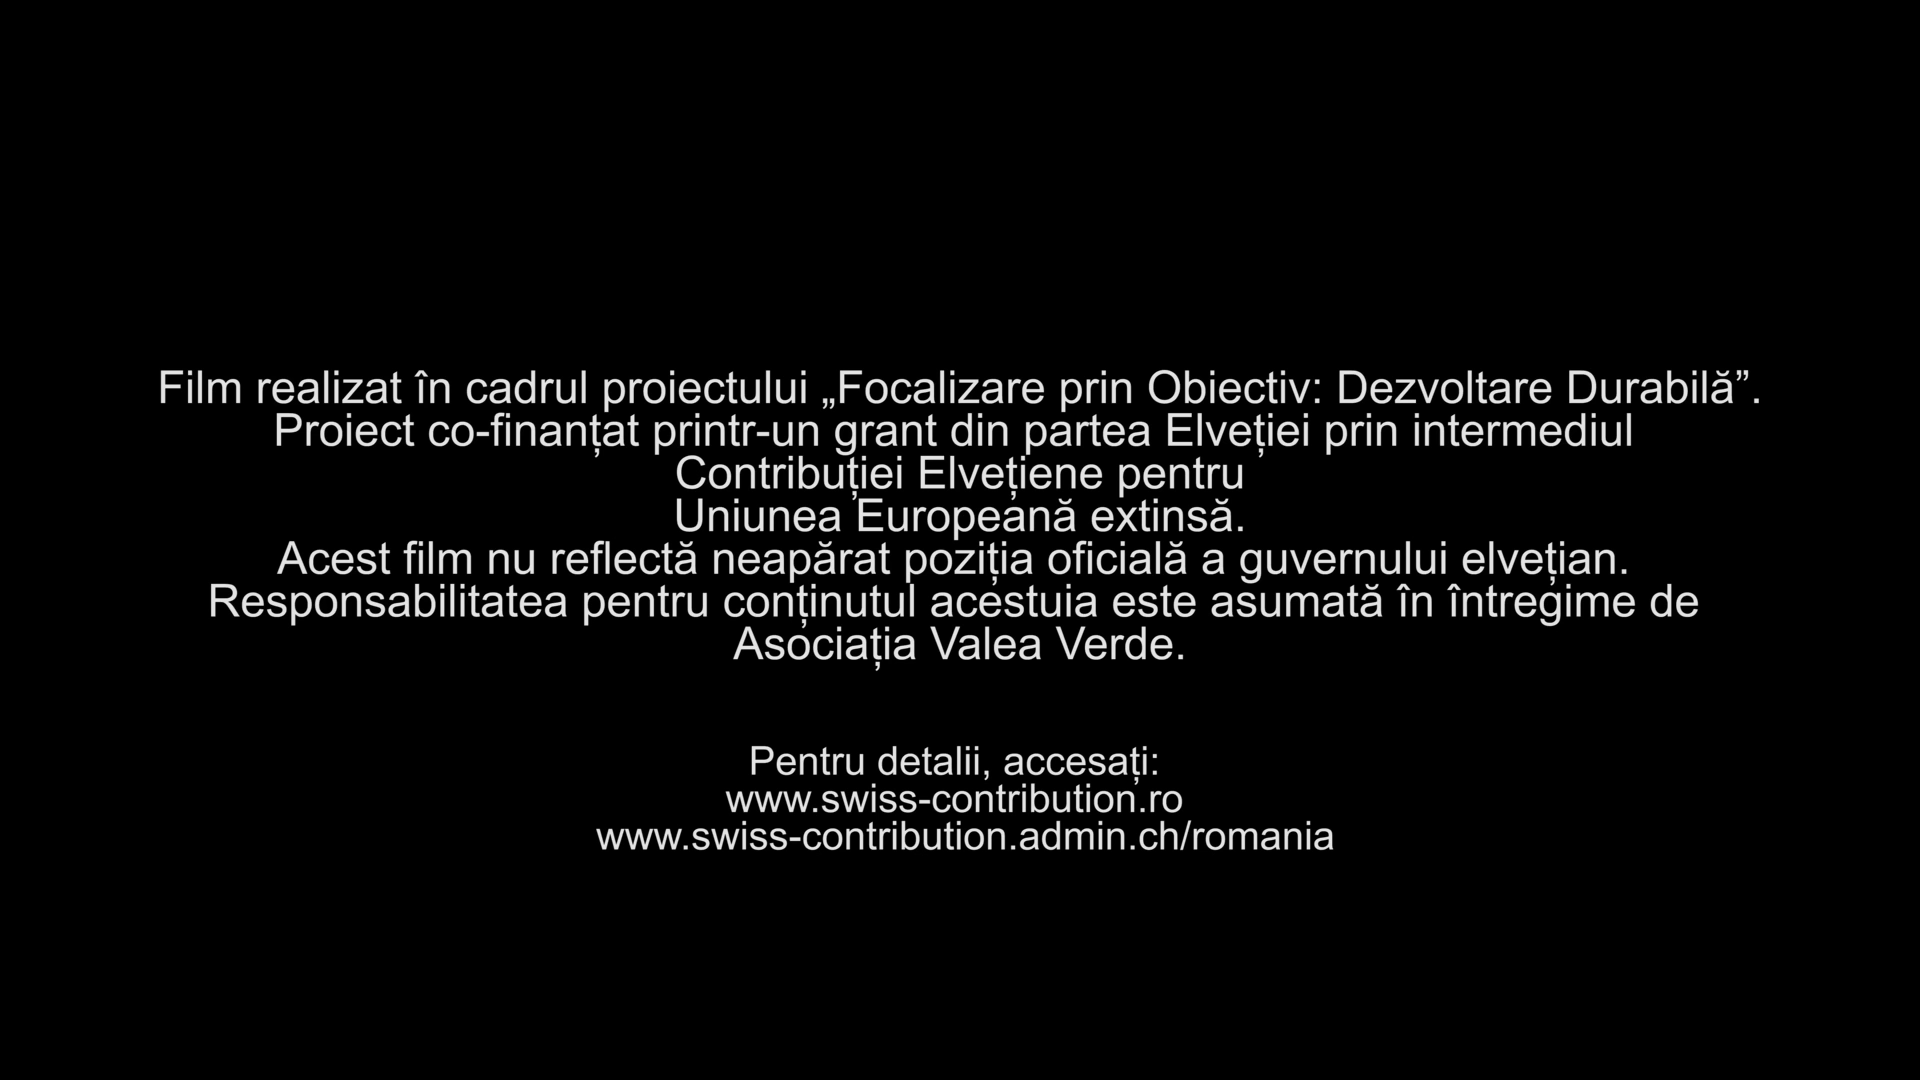 Film realizat în cadrul proiectului „Focalizare prin Obiectiv: Dezvoltare Durabilă”.
Proiect co-finanțat printr-un grant din partea Elveției prin intermediul
Contribuției Elvețiene pentru
Uniunea Europeană extinsă.
Acest film nu reflectă neapărat poziția oficială a guvernului elvețian.
Responsabilitatea pentru conținutul acestuia este asumată în întregime de
Asociația Valea Verde.
Pentru detalii, accesați:
www.swiss-contribution.ro
www.swiss-contribution.admin.ch/romania